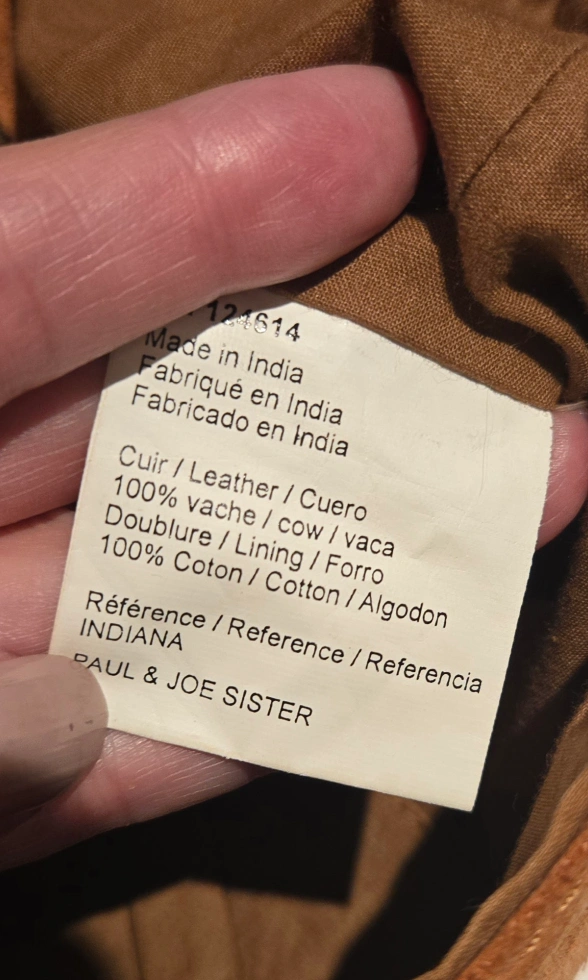 124614
Made in India
Fabriqué en India
Fabricado en India
Cuir / Leather / Cuero
100% vache / cow / vaca
Doublure / Lining / Forro
100% Coton / Cotton / Algodon
Référence / Reference / Referencia
INDIANA
PAUL & JOE SISTER